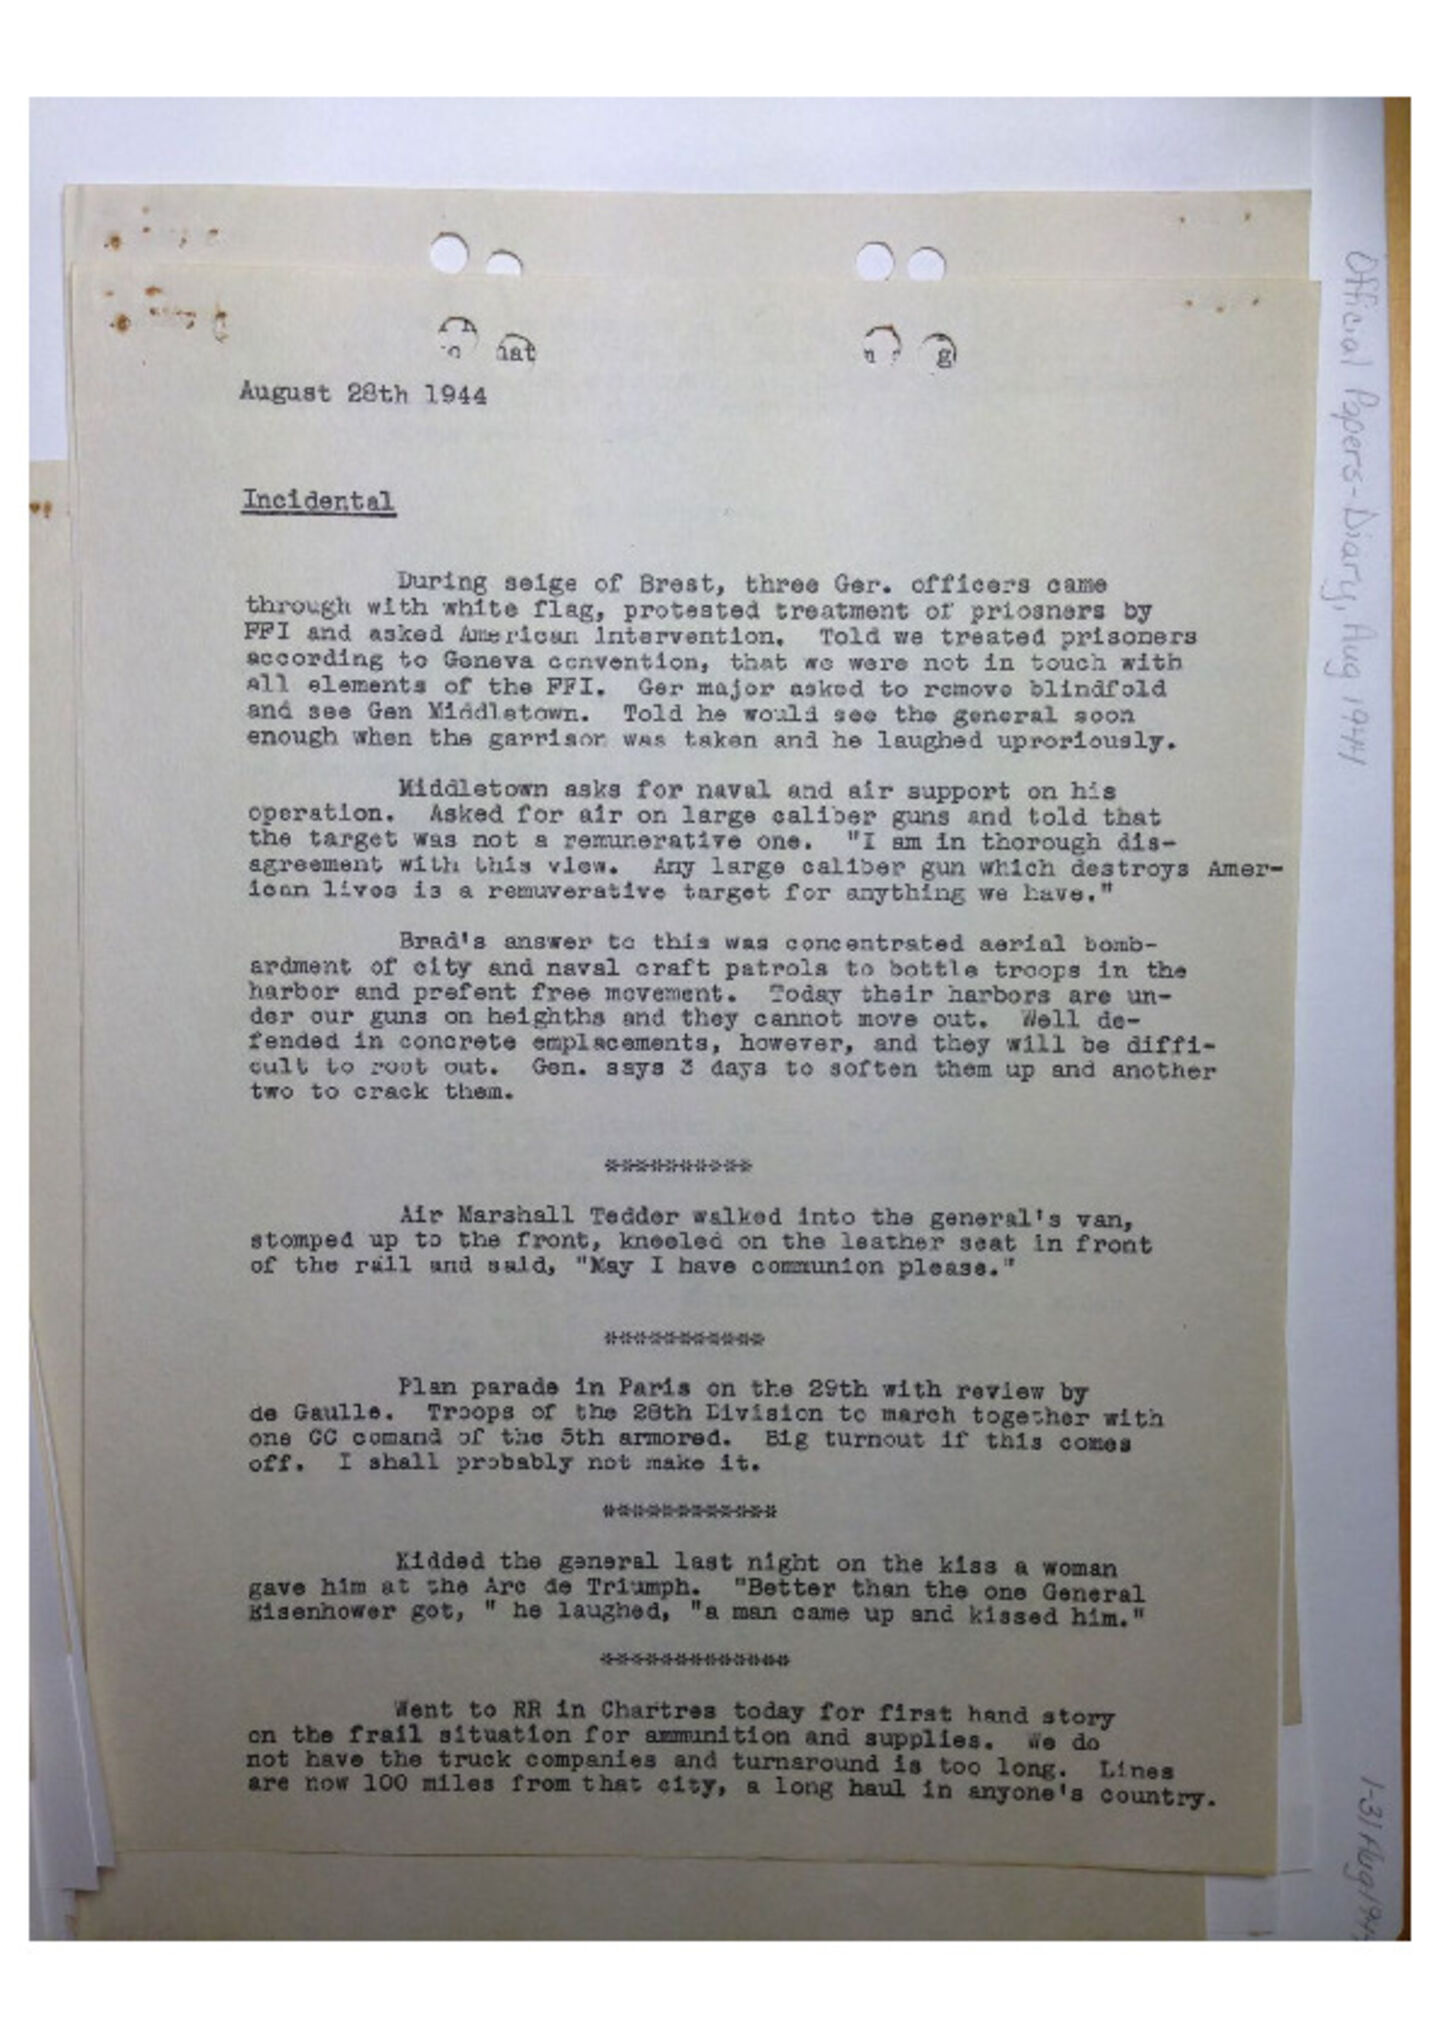 hat
g
August 28th 1944
Incidental
During seige of Brest, three Ger. officers came
through with white flag, protested treatment of priosners by
FFI and asked American intervention. Told we treated prisoners
according to Geneva convention, that we were not in touch with
all elements of the FFI. Ger major asked to remove blindfold
and see Gen Middletown. Told he would see the general soon
enough when the garrison was taken and he laughed uproriously.
Middletown asks for naval and air support on his
operation. Asked for air on large caliber guns and told that
the target was not a remunerative one. "I am in thorough dis-
agreement with this view. Any large caliber gun which destroys Amer-
ican lives is a remuverative target for anything we have."
Brad's answer to this was concentrated aerial bomb-
ardment of city and naval craft patrols to bottle troops in the
harbor and prefent free movement. Today their harbors are un-
der our guns on heighths and they cannot move out. Well de-
fended in concrete emplacements, however, and they will be diffi-
cult to root out. Gen. says 3 days to soften them up and another
two to crack them.
**********
Air Marshall Tedder walked into the general's van,
stomped up to the front, kneeled on the leather seat in front
of the rail and said, "May I have communion please."
***********
Plan parade in Paris on the 29th with review by
de Gaulle. Troops of the 28th Division to march together with
one CC comand of the 5th armored. Big turnout if this comes
off. I shall probably not make it.
************
Kidded the general last night on the kiss a woman
gave him at the Arc de Triumph. "Better than the one General
Eisenhower got, " he laughed, "a man came up and kissed him."
*************
Went to RR in Chartres today for first hand story
on the frail situation for ammunition and supplies. We do
not have the truck companies and turnaround is too long. Lines
are now 100 miles from that city, a long haul in anyone's country.
Official Papers-Diary, Aug 1944
1-31 Aug 1944